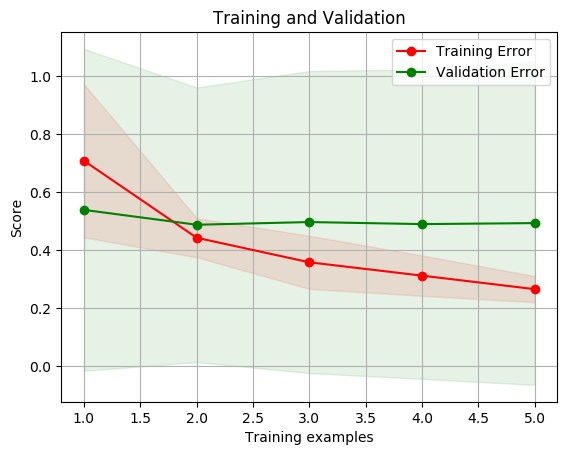 Training and Validation
Training Error
Validation Error
Score
1.0
0.8
0.6
0.4
0.2
0.0
1.0 1.5 2.0 2.5 3.0 3.5 4.0 4.5 5.0
Training examples